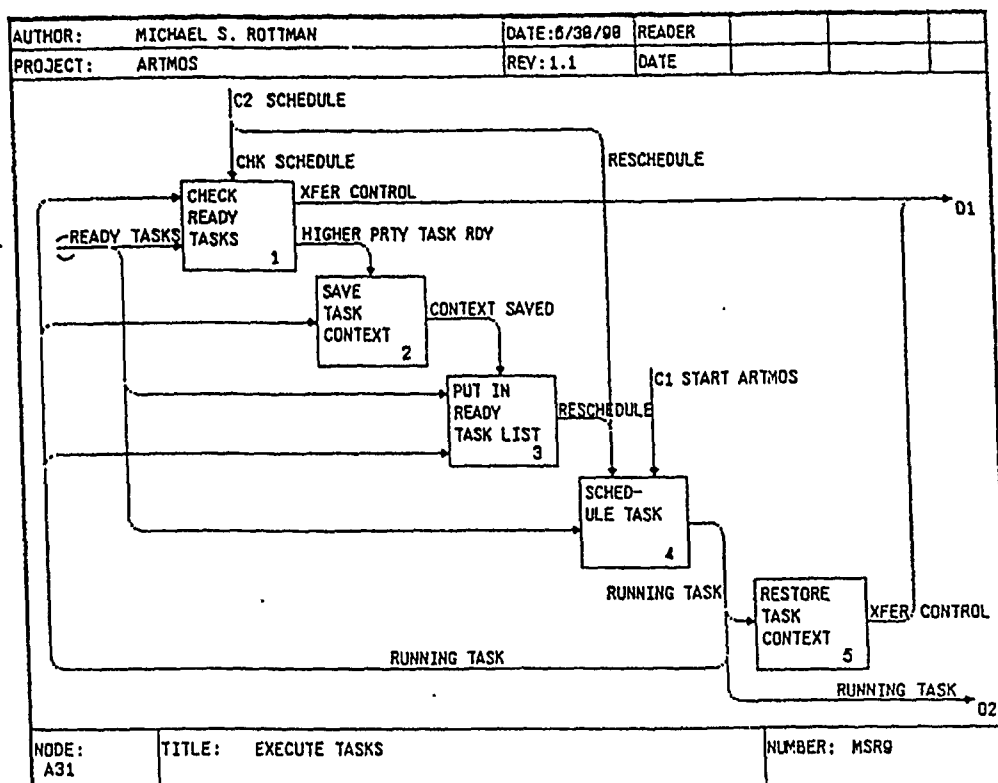 AUTHOR: MICHAEL S. ROTTMAN
DATE:6/30/90
READER
PROJECT: ARTMOS
REV:1.1
DATE
C2 SCHEDULE
CHK SCHEDULE
RESCHEDULE
CHECK
READY
TASKS
1
XFER CONTROL
O1
READY TASKS
HIGHER PRTY TASK RDY
SAVE
TASK
CONTEXT
2
CONTEXT SAVED
C1 START ARTMOS
PUT IN
READY
TASK LIST
3
RESCHEDULE
SCHED-
ULE TASK
4
RUNNING TASK
RESTORE
TASK
CONTEXT
5
XFER CONTROL
RUNNING TASK
RUNNING TASK
O2
NODE:
A31
TITLE: EXECUTE TASKS
NUMBER: MSR9